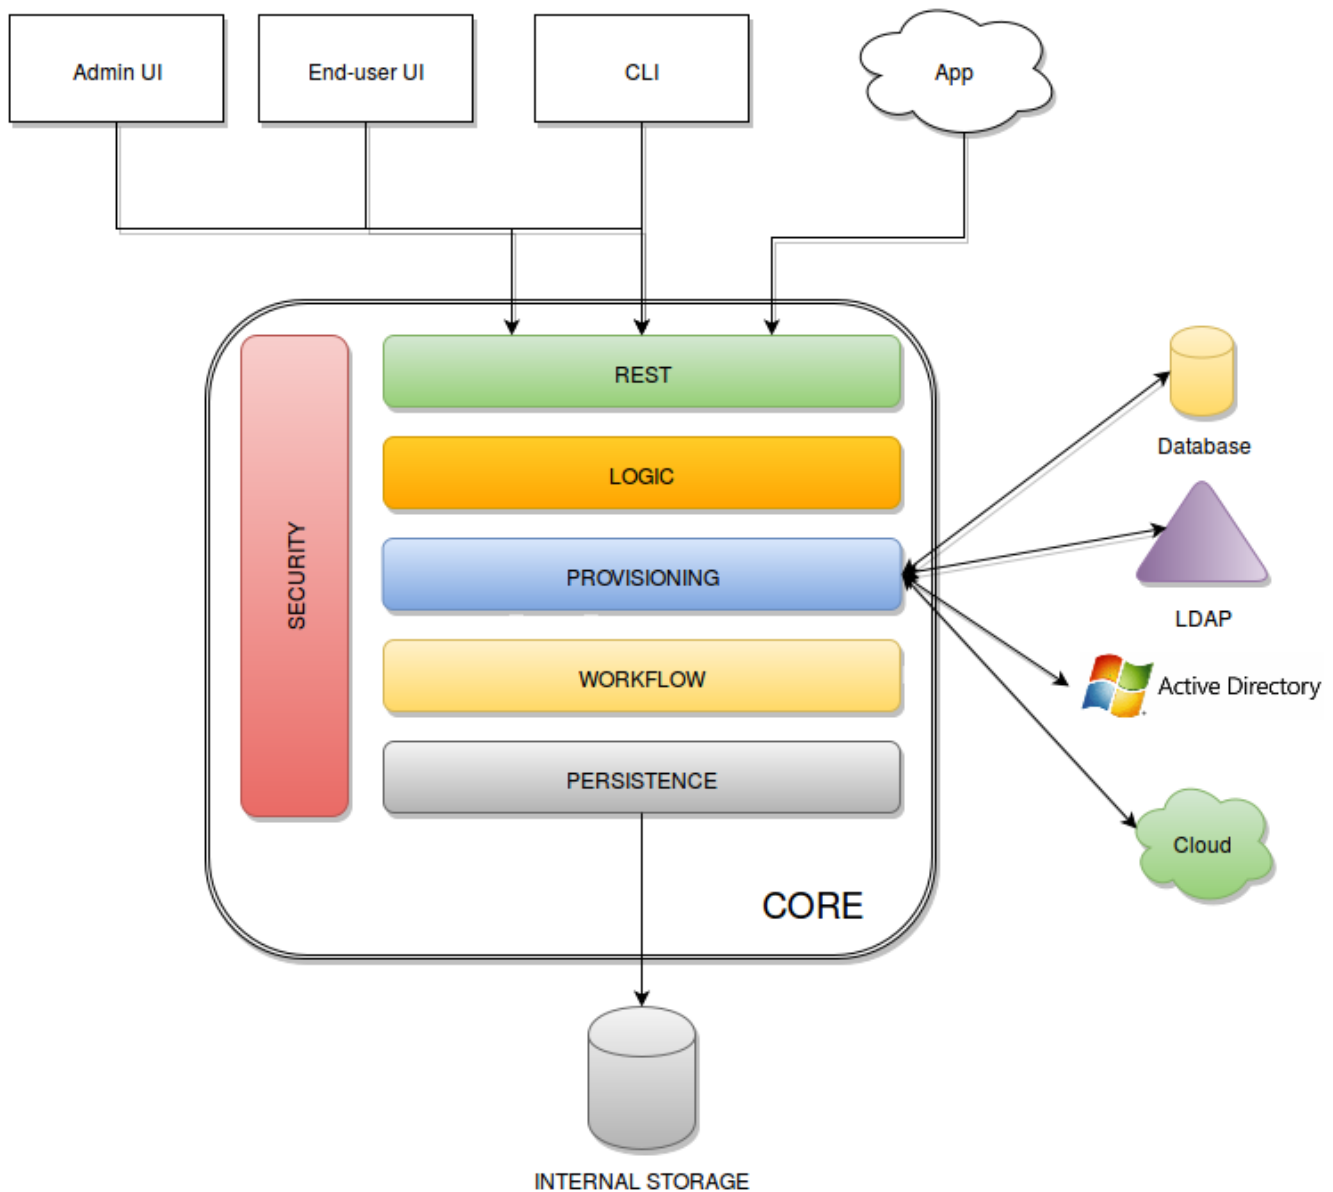 Admin UI
End-user UI
CLI
App
REST
LOGIC
PROVISIONING
WORKFLOW
PERSISTENCE
SECURITY
CORE
Database
LDAP
Active Directory
Cloud
INTERNAL STORAGE